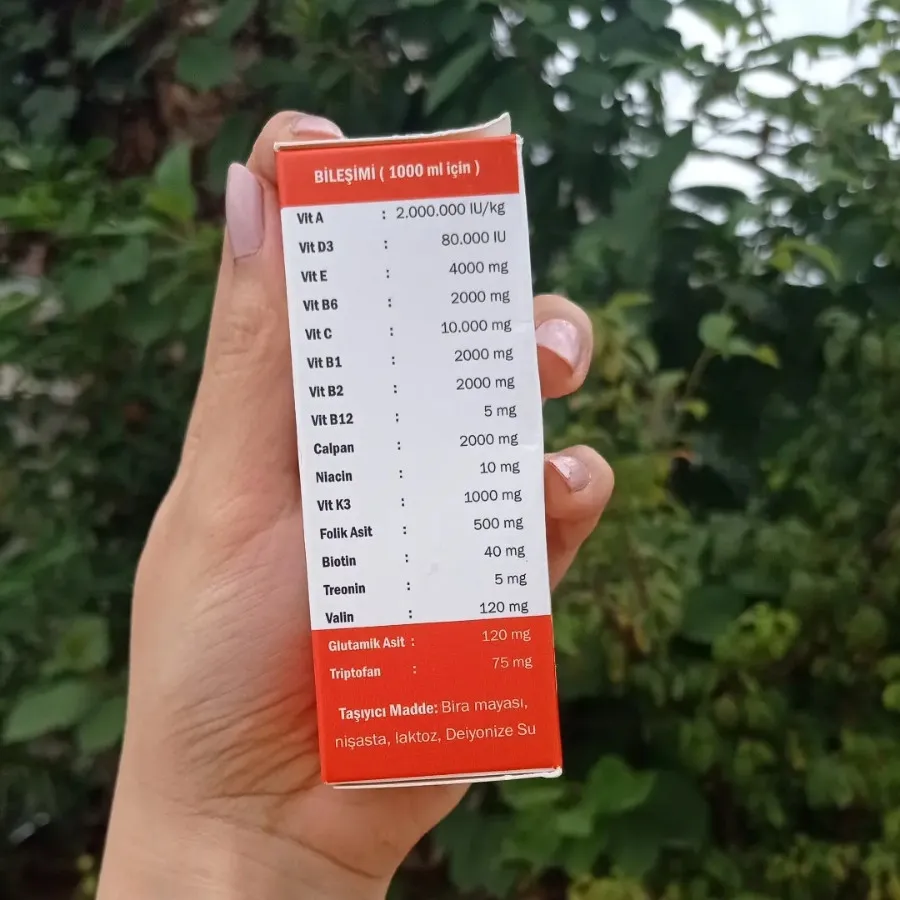 BİLEŞİMİ ( 1000 ml için )
Vit A : 2.000.000 IU/kg
Vit D3 : 80.000 IU
Vit E : 4000 mg
Vit B6 : 2000 mg
Vit C : 10.000 mg
Vit B1 : 2000 mg
Vit B2 : 2000 mg
Vit B12 : 5 mg
Calpan : 2000 mg
Niacin : 10 mg
Vit K3 : 1000 mg
Folik Asit : 500 mg
Biotin : 40 mg
Treonin : 5 mg
Valin : 120 mg
Glutamik Asit : 120 mg
Triptofan : 75 mg
Taşıyıcı Madde: Bira mayası,
nişasta, laktoz, Deiyonize Su